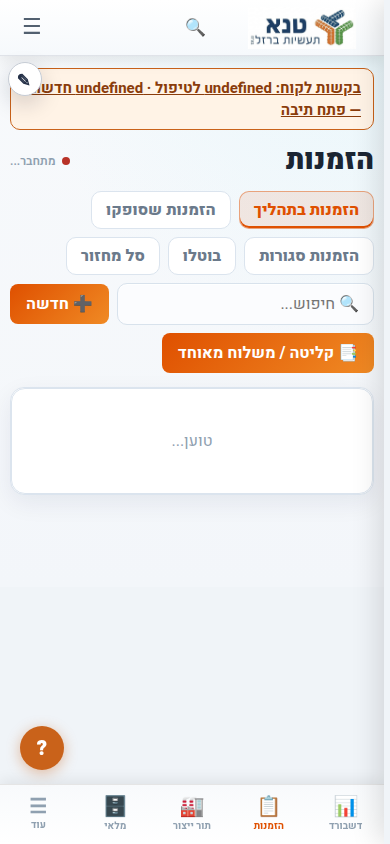 טנא
תעשיות ברזל
בקשות לקוח: undefined לטיפול · undefined חדשות
— פתח תיבה
הזמנות
מתחבר...
הזמנות בתהליך
הזמנות שסופקו
הזמנות סגורות
בוטלו
סל מחזור
חיפוש...
חדשה
קליטה / משלוח מאוחד
טוען...
?
דשבורד
הזמנות
תור ייצור
מלאי
עוד